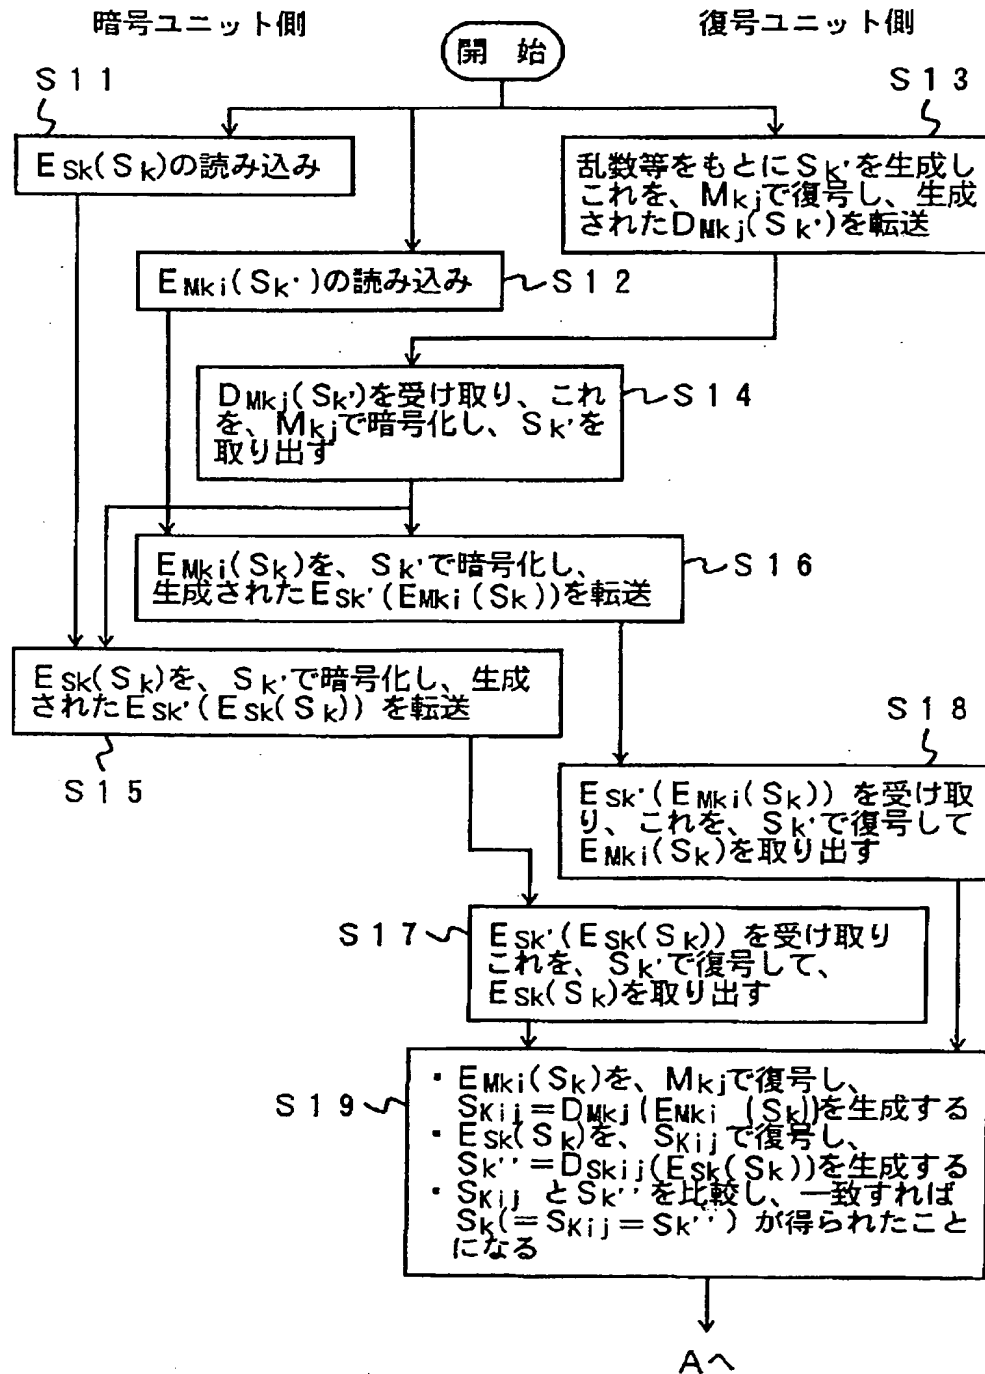 暗号ユニット側
復号ユニット側
開 始
S11
S13
ESk(Sk)の読み込み
乱数等をもとにSk'を生成し
これを、Mkjで復号し、生成
されたDMkj(Sk')を転送
EMki(Sk')の読み込み
S12
DMkj(Sk')を受け取り、これ
を、Mkjで暗号化し、Sk'を
取り出す
S14
EMki(Sk)を、Sk'で暗号化し、
生成されたESk'(EMki(Sk))を転送
S16
ESk(Sk)を、Sk'で暗号化し、生成
されたESk'(ESk(Sk))を転送
S15
S18
ESk'(EMki(Sk))を受け取
り、これを、Sk'で復号して
EMki(Sk)を取り出す
S17
ESk'(ESk(Sk))を受け取り
これを、Sk'で復号して、
ESk(Sk)を取り出す
S19
・EMki(Sk)を、Mkjで復号し、
SKij=DMkj(EMki(Sk))を生成する
・ESk(Sk)を、SKijで復号し、
Sk''=DSkij(ESk(Sk))を生成する
・SKijとSk''を比較し、一致すれば
Sk(=SKij=Sk'')が得られたこと
になる
Aへ